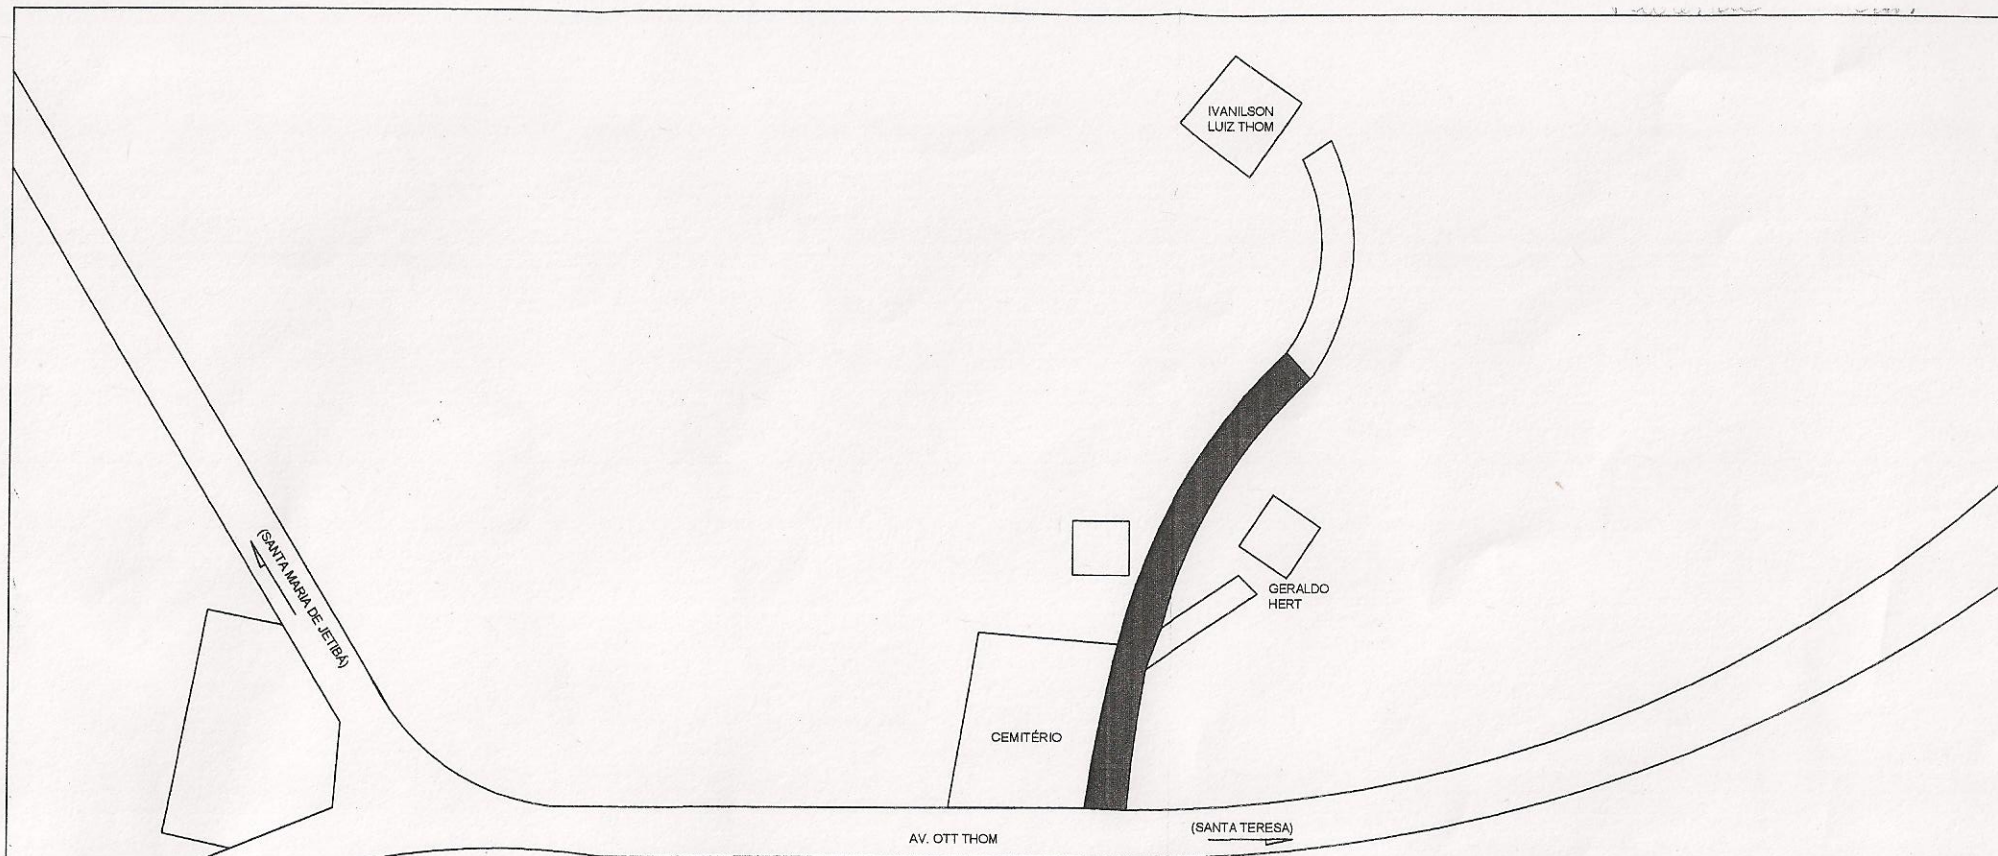 IVANILSON
LUIZ THOM
(SANTA MARIA DE JETIBÁ)
GERALDO
HERT
CEMITÉRIO
AV. OTT THOM
(SANTA TERESA)